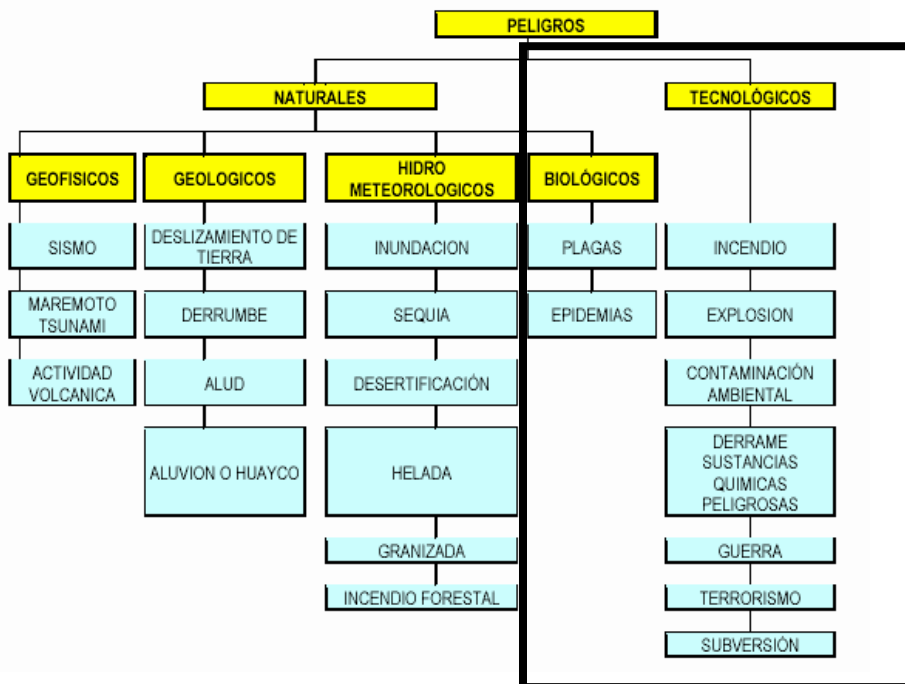 PELIGROS
NATURALES
TECNOLÓGICOS
GEOFISICOS
GEOLOGICOS
HIDRO
METEOROLOGICOS
BIOLÓGICOS
SISMO
DESLIZAMIENTO DE
TIERRA
INUNDACION
PLAGAS
INCENDIO
MAREMOTO
TSUNAMI
DERRUMBE
SEQUIA
EPIDEMIAS
EXPLOSION
ACTIVIDAD
VOLCANICA
ALUD
DESERTIFICACIÓN
CONTAMINACIÓN
AMBIENTAL
ALUVION O HUAYCO
HELADA
DERRAME
SUSTANCIAS
QUIMICAS
PELIGROSAS
GRANIZADA
GUERRA
INCENDIO FORESTAL
TERRORISMO
SUBVERSIÓN